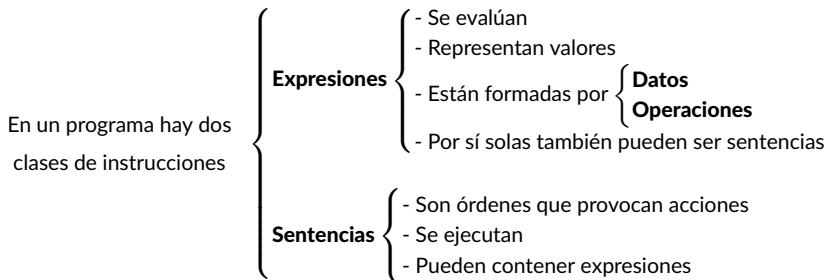 En un programa hay dos
clases de instrucciones
Expresiones
- Se evalúan
- Representan valores
- Están formadas por
Datos
Operaciones
- Por sí solas también pueden ser sentencias
Sentencias
- Son órdenes que provocan acciones
- Se ejecutan
- Pueden contener expresiones